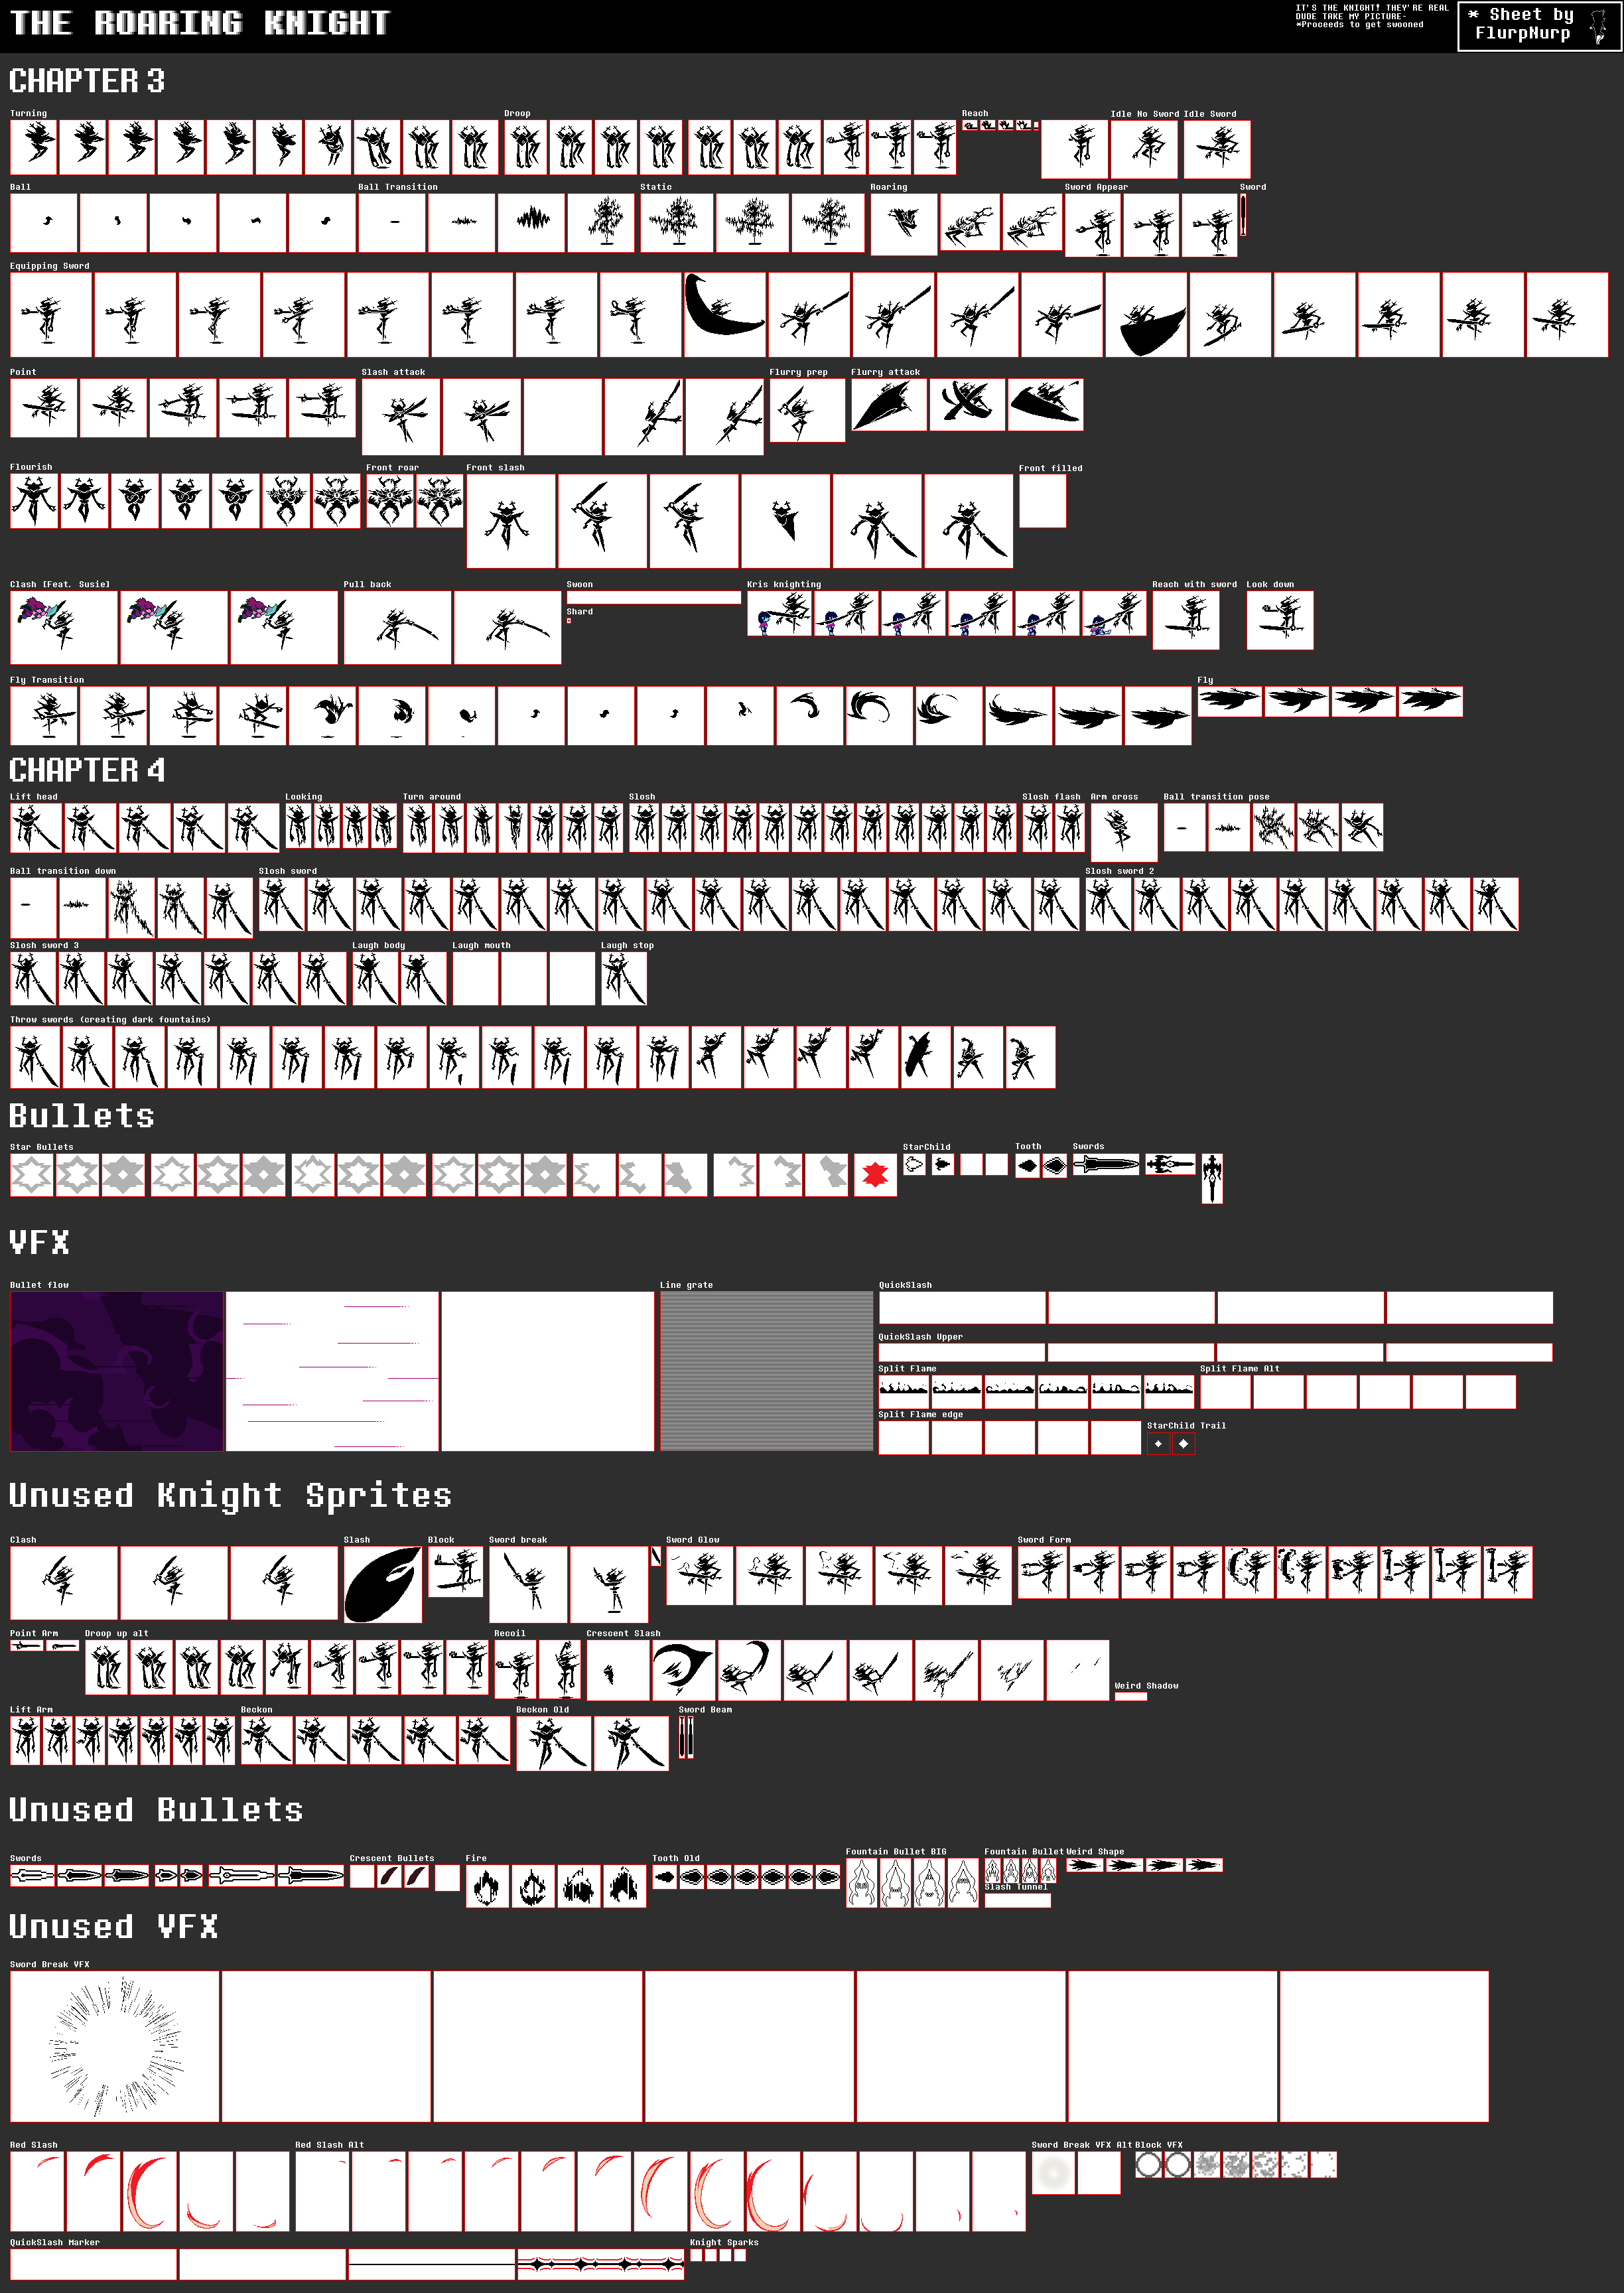 THE ROARING KNIGHT
IT'S THE KNIGHT! THEY'RE REAL
DUDE TAKE MY PICTURE-
*Proceeds to get swooned
* Sheet by
FlurpNurp
CHAPTER 3
Turning
Droop
Reach
Idle No Sword
Idle Sword
Ball
Ball Transition
Static
Roaring
Sword Appear
Sword
Equipping Sword
Point
Slash attack
Flurry prep
Flurry attack
Flourish
Front roar
Front slash
Front filled
Clash [Feat. Susie]
Pull back
Swoon
Shard
Kris knighting
Reach with sword
Look down
Fly Transition
Fly
CHAPTER 4
Lift head
Looking
Turn around
Slosh
Slosh flash
Arm cross
Ball transition pose
Ball transition down
Slosh sword
Slosh sword 2
Slosh sword 3
Laugh body
Laugh mouth
Laugh stop
Throw swords (creating dark fountains)
Bullets
Star Bullets
StarChild
Tooth
Swords
VFX
Bullet flow
Line grate
QuickSlash
QuickSlash Upper
Split Flame
Split Flame Alt
Split Flame edge
StarChild Trail
Unused Knight Sprites
Clash
Slash
Block
Sword break
Sword Glow
Sword Form
Point Arm
Droop up alt
Recoil
Crescent Slash
Weird Shadow
Lift Arm
Beckon
Beckon Old
Sword Beam
Unused Bullets
Swords
Crescent Bullets
Fire
Tooth Old
Fountain Bullet BIG
Fountain Bullet
Weird Shape
Slash Tunnel
Unused VFX
Sword Break VFX
Red Slash
Red Slash Alt
Sword Break VFX Alt
Block VFX
QuickSlash Marker
Knight Sparks